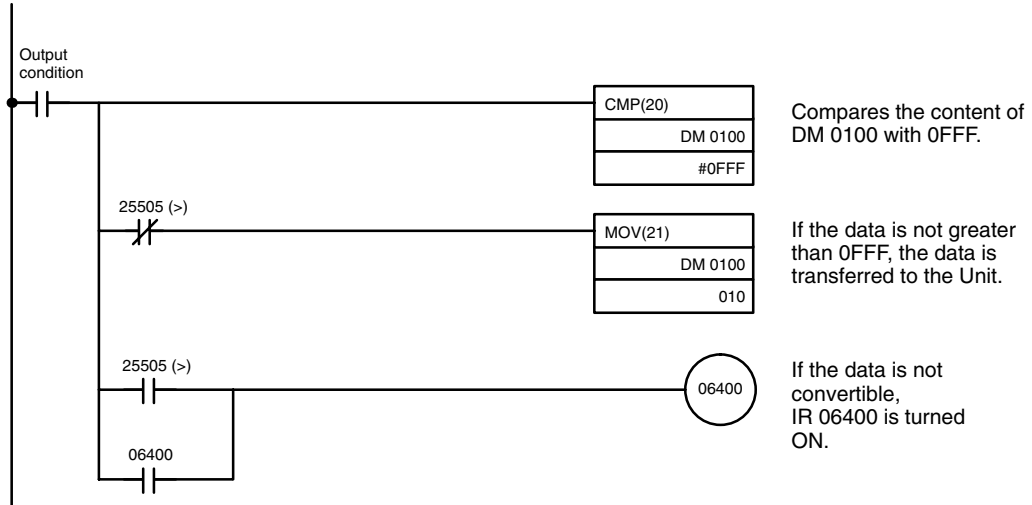 Output
condition
CMP(20)
DM 0100
#0FFF
Compares the content of
DM 0100 with 0FFF.
25505 (>)
MOV(21)
DM 0100
010
If the data is not greater
than 0FFF, the data is
transferred to the Unit.
25505 (>)
06400
If the data is not
convertible,
IR 06400 is turned
ON.
06400